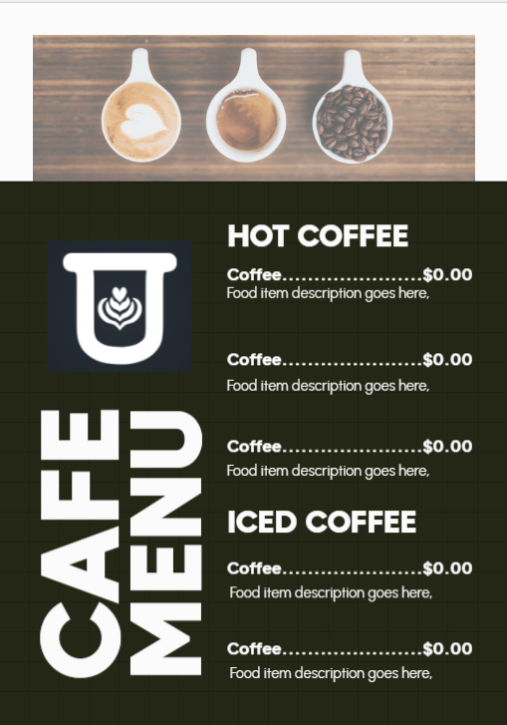 HOT COFFEE
Coffee......................$0.00
Food item description goes here,
Coffee......................$0.00
Food item description goes here,
Coffee......................$0.00
Food item description goes here,
ICED COFFEE
Coffee......................$0.00
Food item description goes here,
Coffee......................$0.00
Food item description goes here,
CAFE
MENU